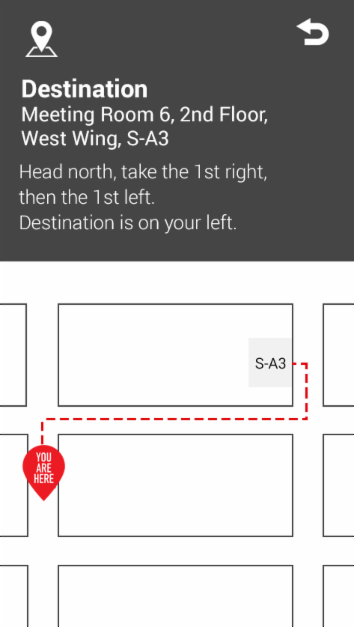 Destination
Meeting Room 6, 2nd Floor,
West Wing, S-A3
Head north, take the 1st right,
then the 1st left.
Destination is on your left.
S-A3
YOU
ARE
HERE